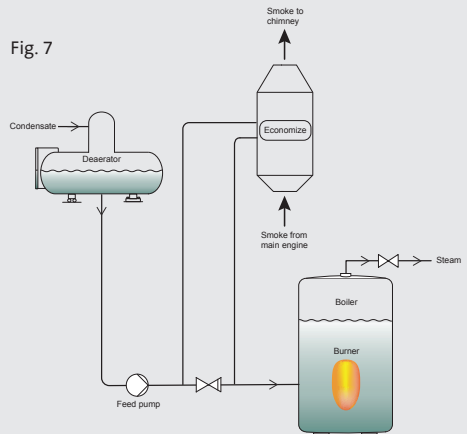 Fig. 7
Smoke to
chimney
Condensate
Deaerator
Economize
Smoke from
main engine
Steam
Boiler
Burner
Feed pump